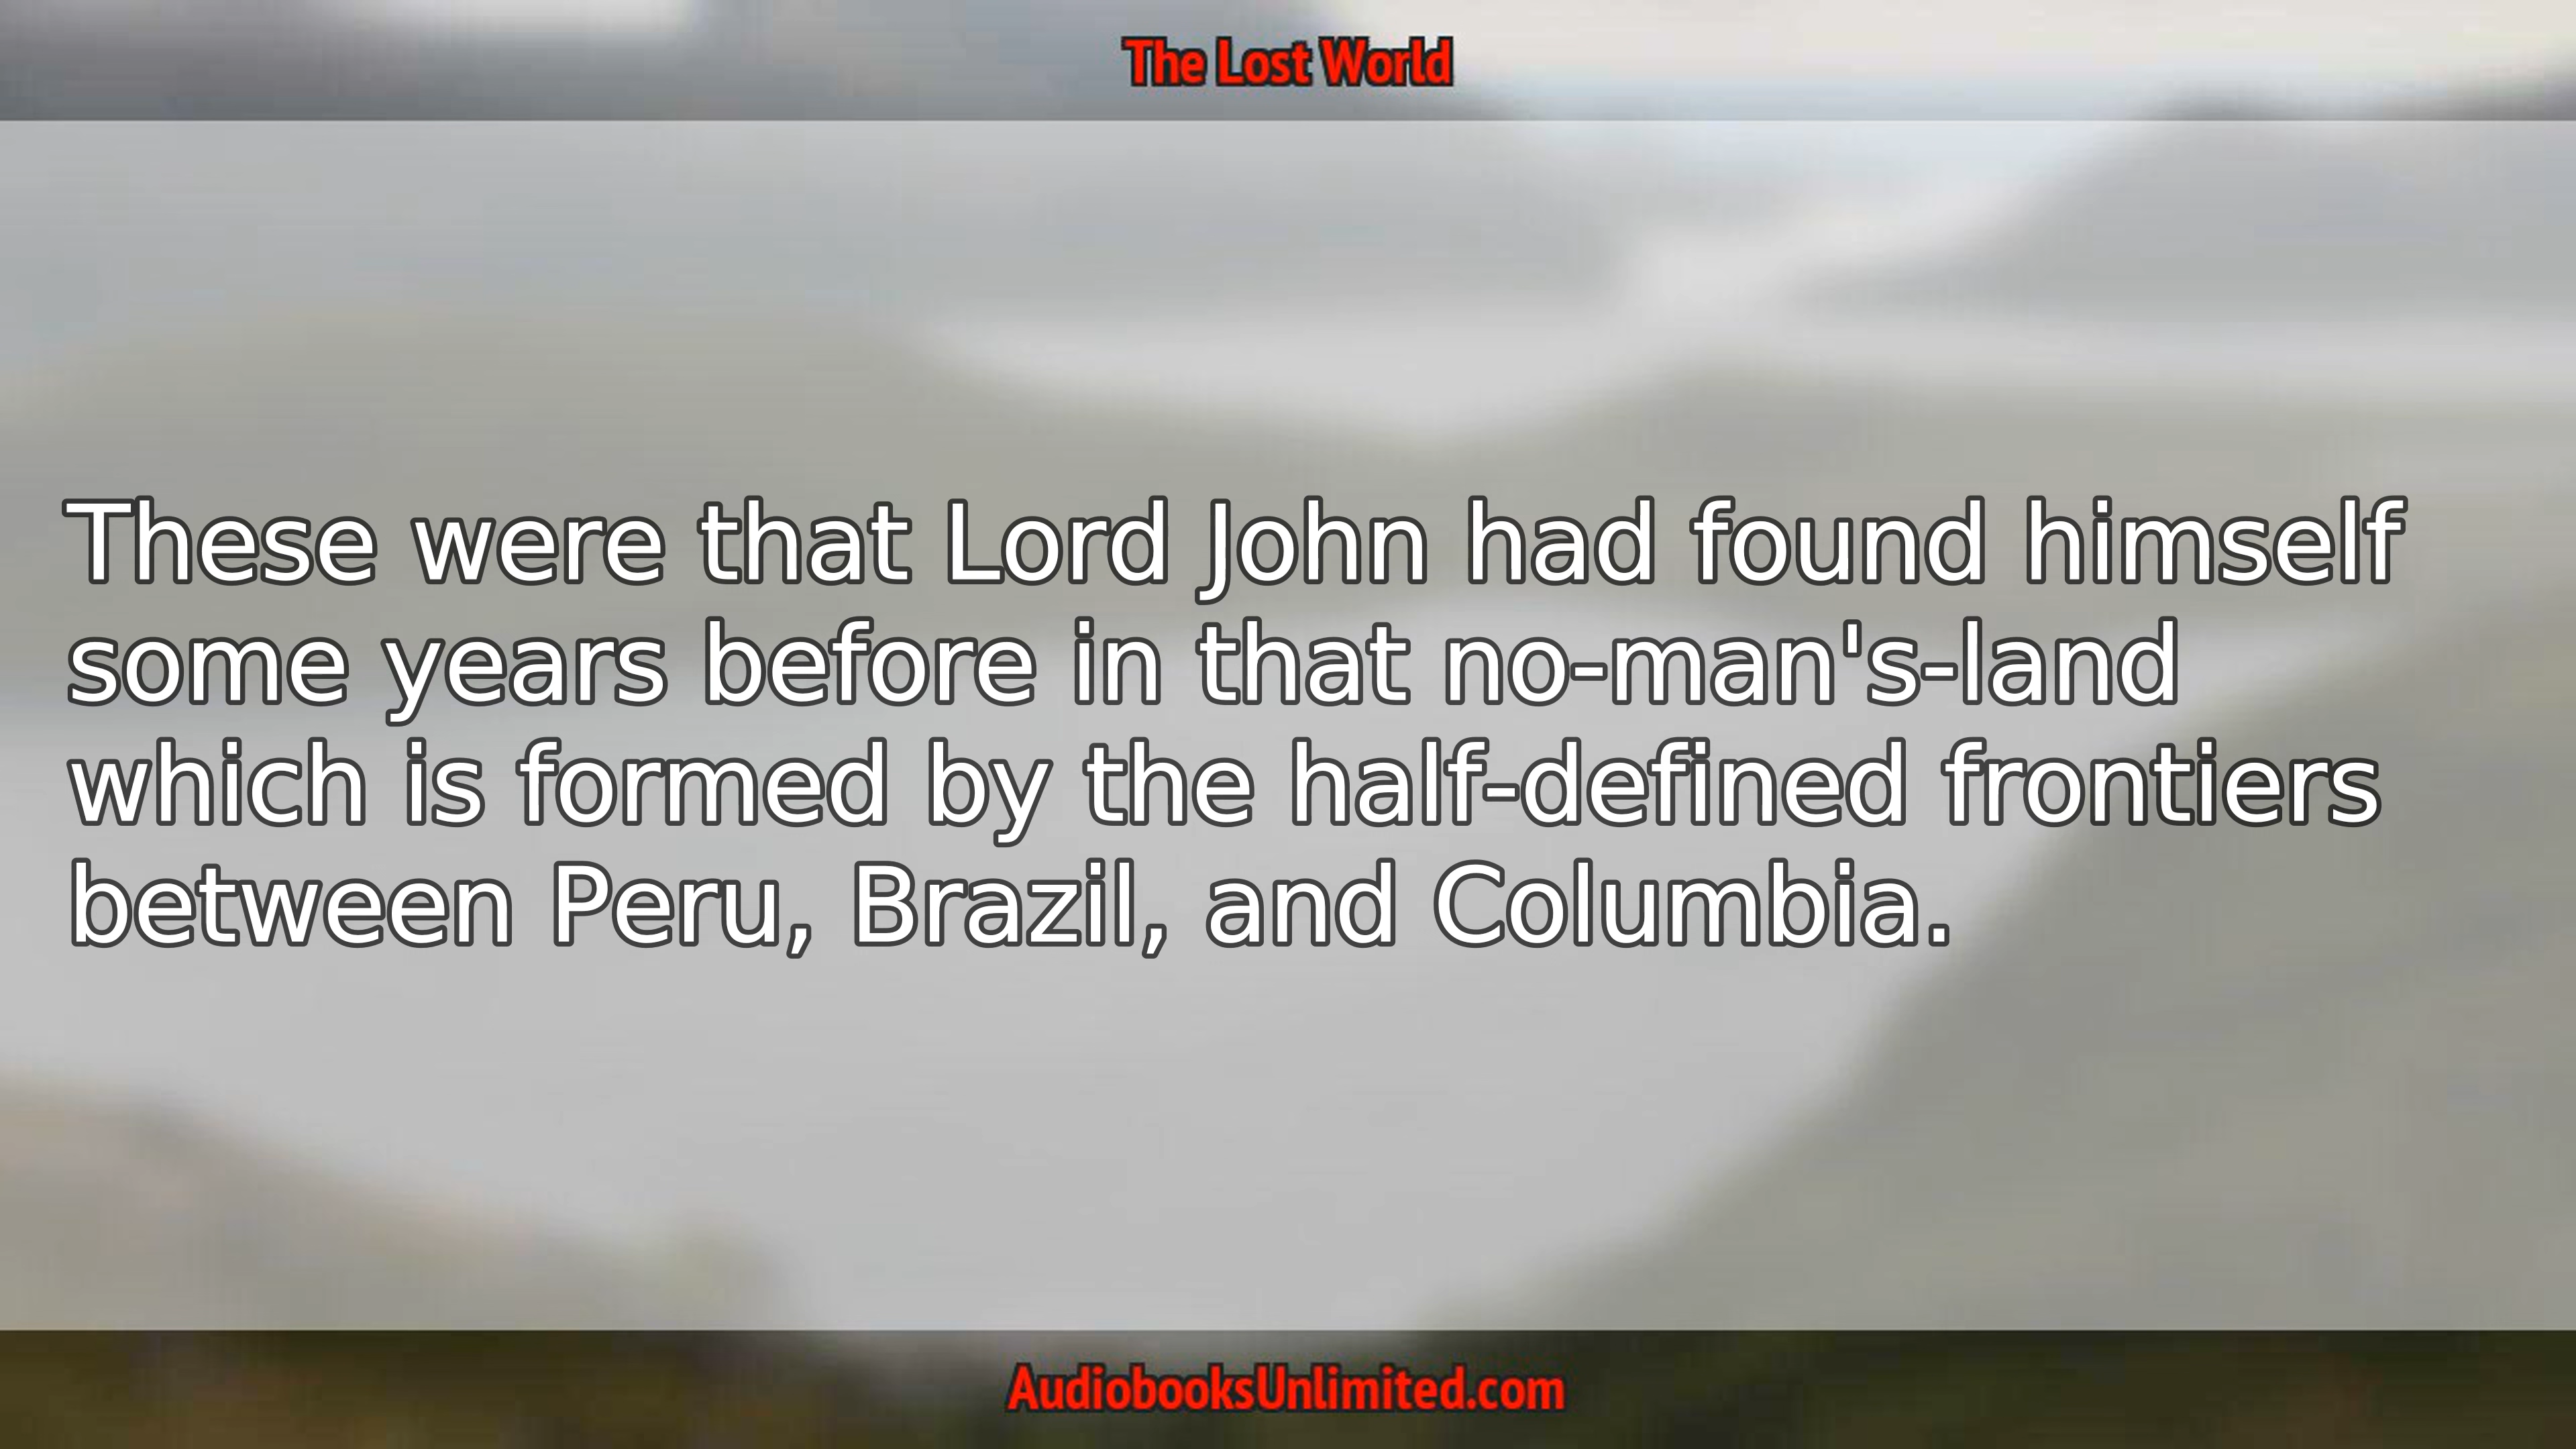 The Lost World
These were that Lord John had found himself
some years before in that no-man's-land
which is formed by the half-defined frontiers
between Peru, Brazil, and Columbia.
AudiobooksUnlimited.com